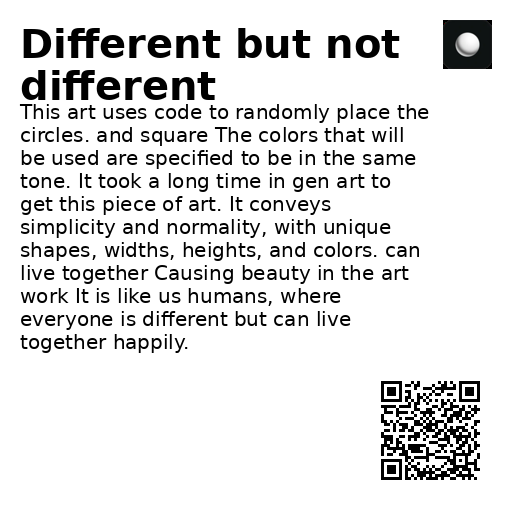 Different but not
different
This art uses code to randomly place the
circles. and square The colors that will
be used are specified to be in the same
tone. It took a long time in gen art to
get this piece of art. It conveys
simplicity and normality, with unique
shapes, widths, heights, and colors. can
live together Causing beauty in the art
work It is like us humans, where
everyone is different but can live
together happily.